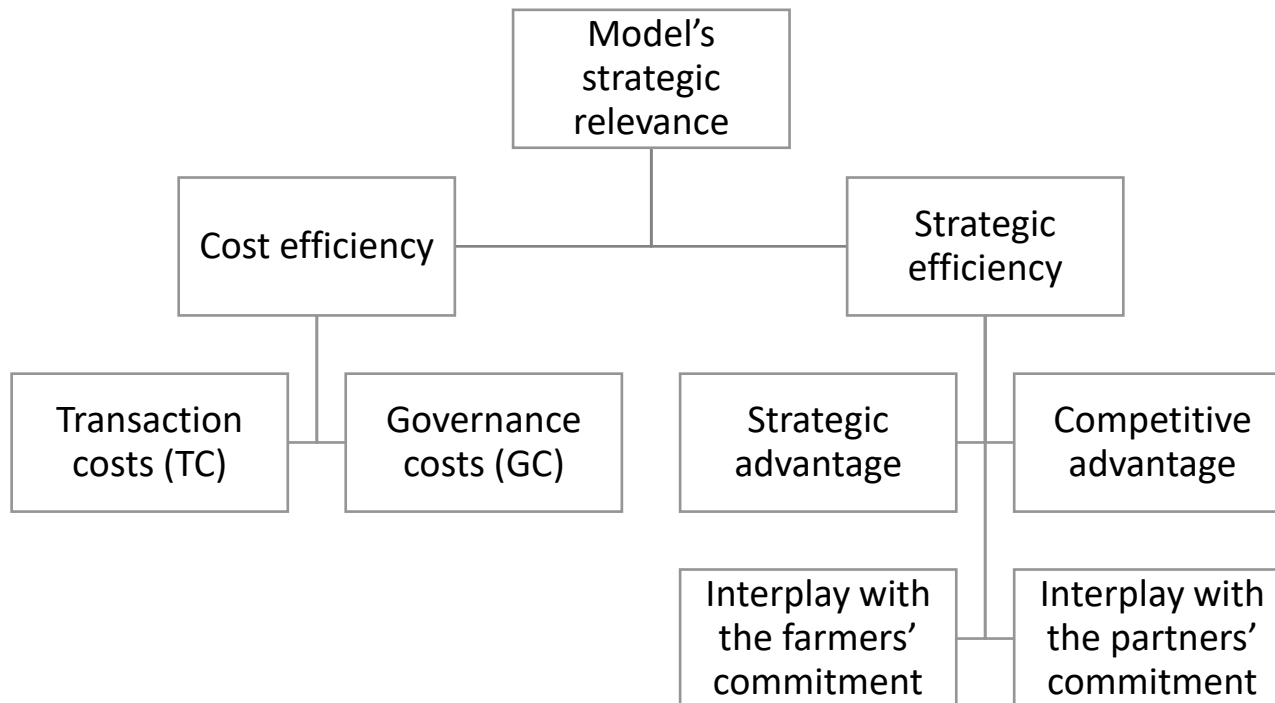 Model’s
strategic
relevance
Cost efficiency
Strategic
efficiency
Transaction
costs (TC)
Governance
costs (GC)
Strategic
advantage
Competitive
advantage
Interplay with
the farmers’
commitment
Interplay with
the partners’
commitment